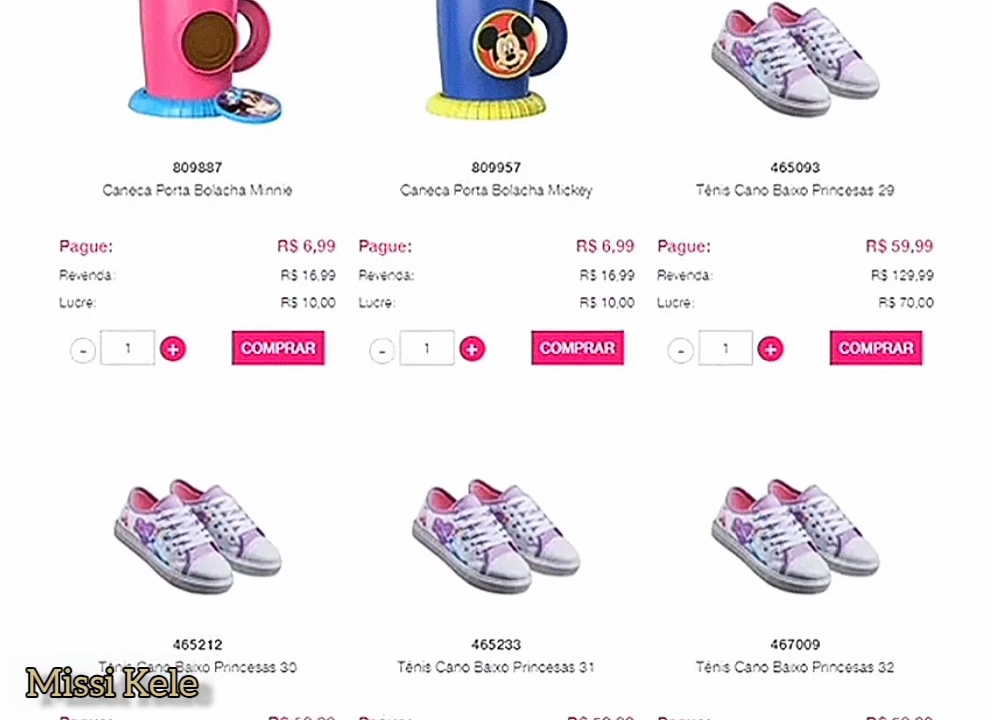 809887
Caneca Porta Bolacha Minnie
Pague: R$ 6,99
Revenda: R$ 16,99
Lucre: R$ 10,00
- 1 + COMPRAR
809957
Caneca Porta Bolacha Mickey
Pague: R$ 6,99
Revenda: R$ 16,99
Lucre: R$ 10,00
- 1 + COMPRAR
465093
Tênis Cano Baixo Princesas 29
Pague: R$ 59,99
Revenda: R$ 129,99
Lucre: R$ 70,00
- 1 + COMPRAR
465212
Tênis Cano Baixo Princesas 30
465233
Tênis Cano Baixo Princesas 31
467009
Tênis Cano Baixo Princesas 32
Missi Kele